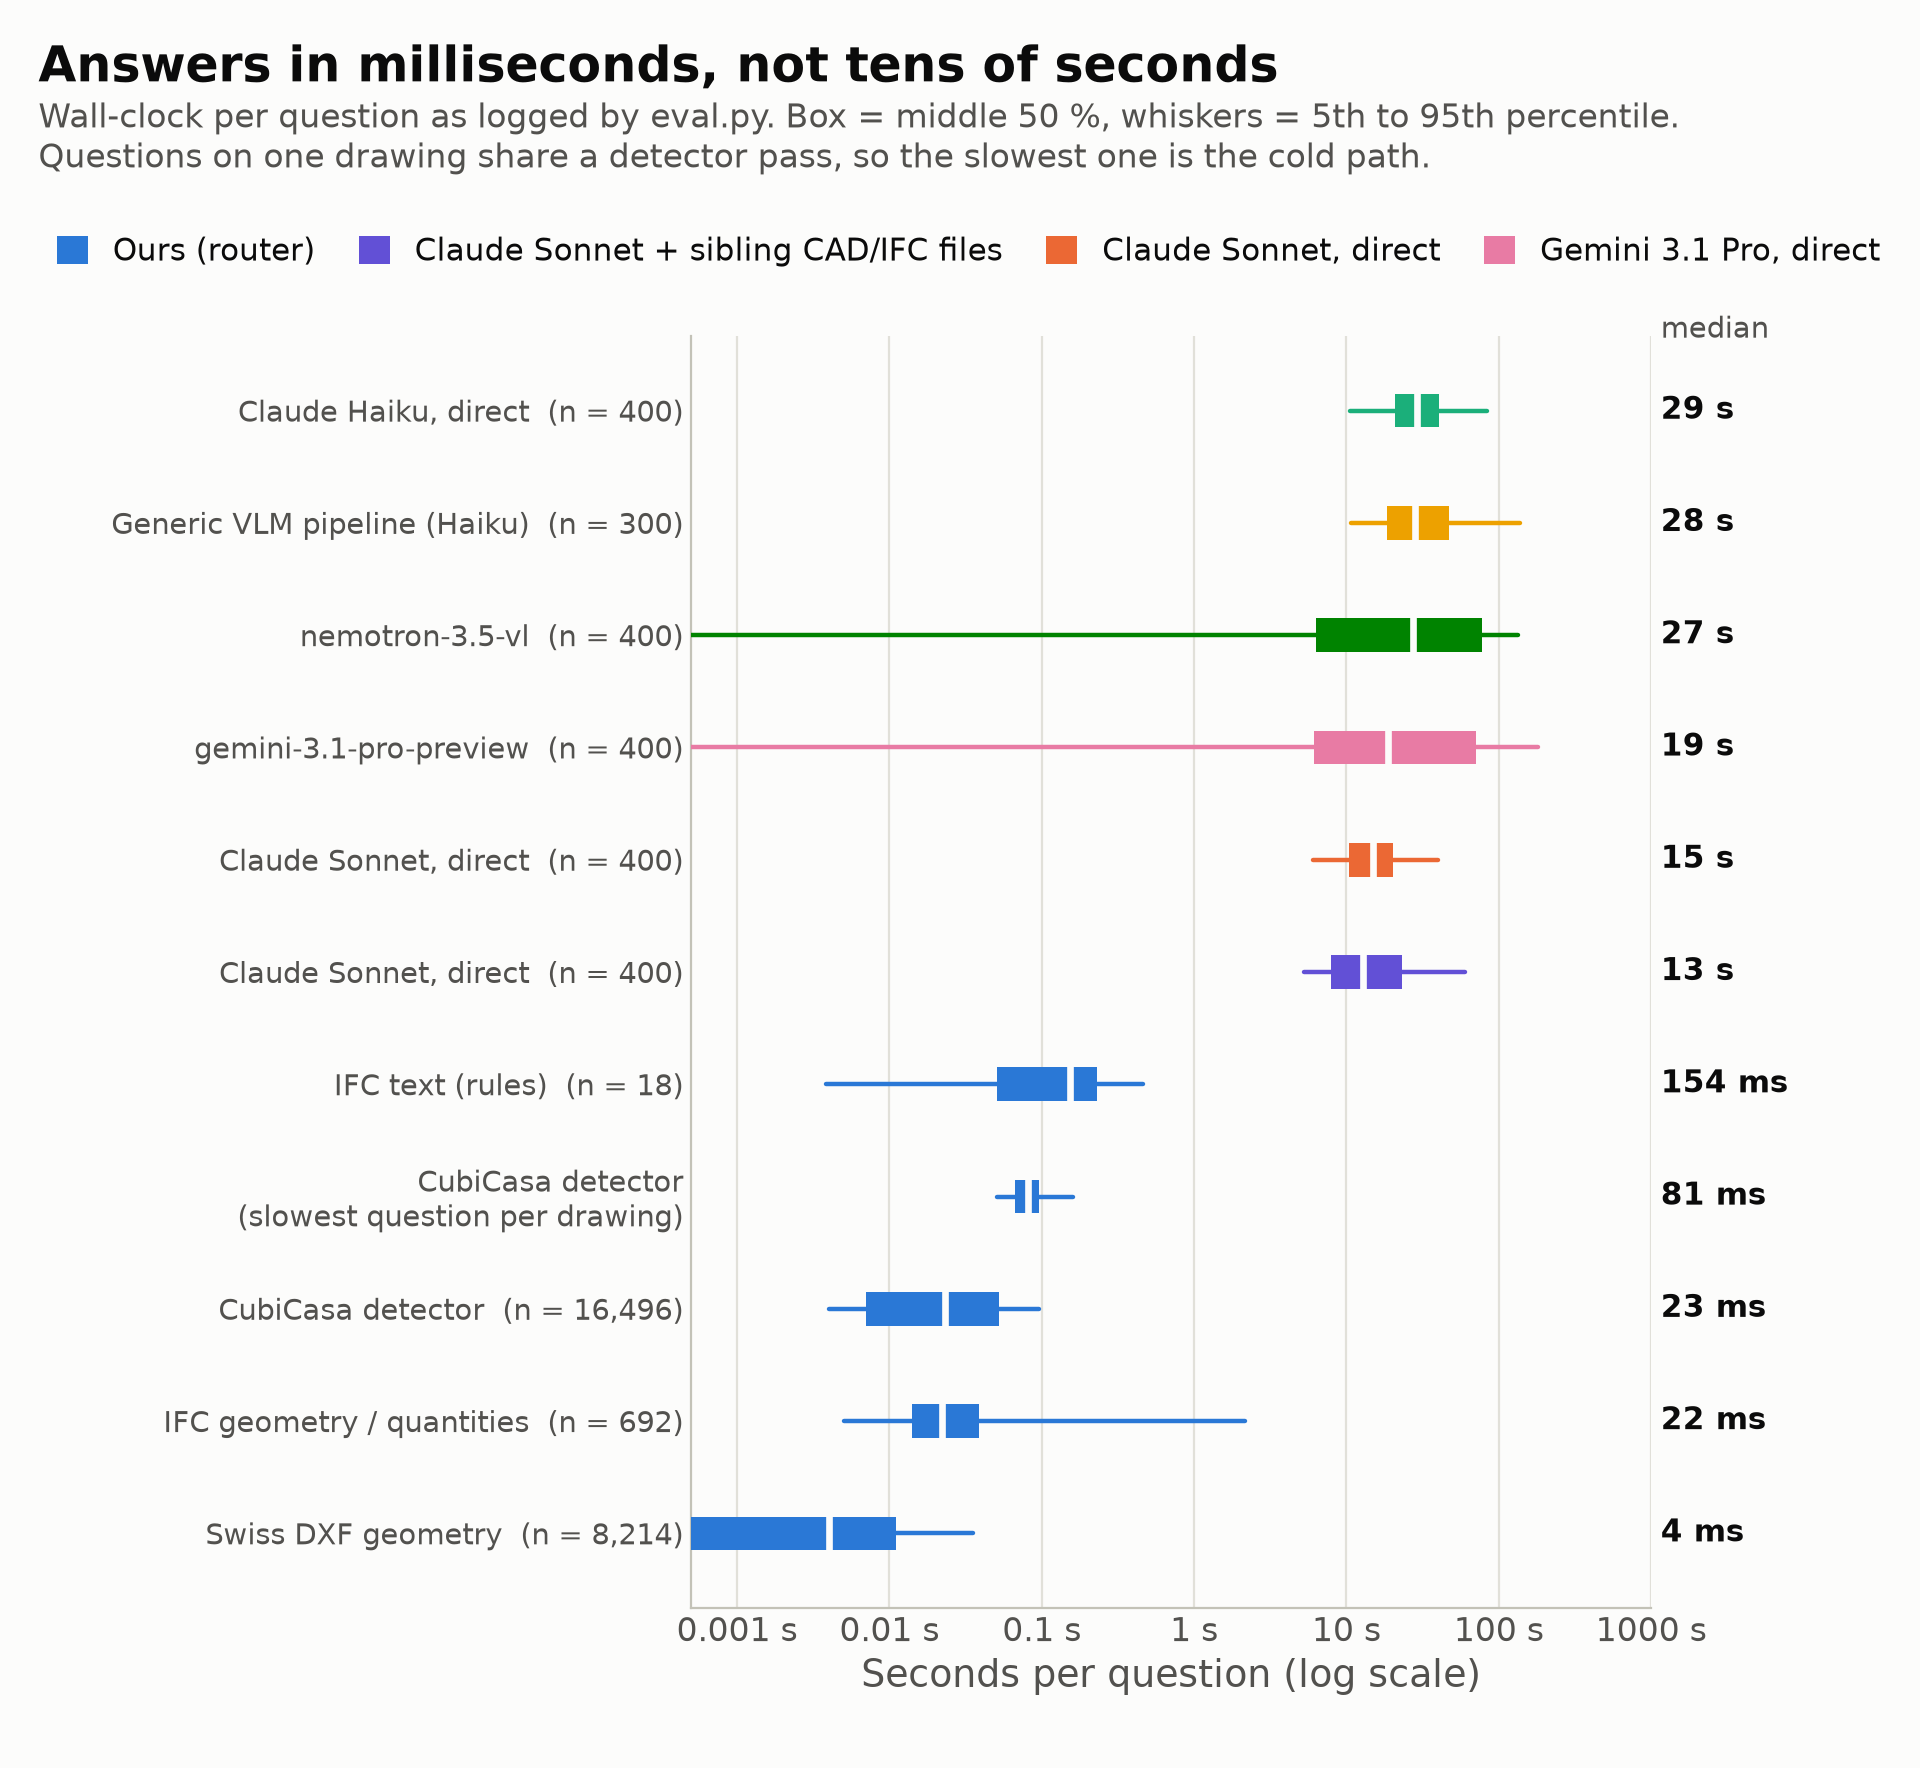 Answers in milliseconds, not tens of seconds
Wall-clock per question as logged by eval.py. Box = middle 50 %, whiskers = 5th to 95th percentile.
Questions on one drawing share a detector pass, so the slowest one is the cold path.
Ours (router) Claude Sonnet + sibling CAD/IFC files Claude Sonnet, direct Gemini 3.1 Pro, direct
median
Claude Haiku, direct (n = 400) 29 s
Generic VLM pipeline (Haiku) (n = 300) 28 s
nemotron-3.5-vl (n = 400) 27 s
gemini-3.1-pro-preview (n = 400) 19 s
Claude Sonnet, direct (n = 400) 15 s
Claude Sonnet, direct (n = 400) 13 s
IFC text (rules) (n = 18) 154 ms
CubiCasa detector
(slowest question per drawing) 81 ms
CubiCasa detector (n = 16,496) 23 ms
IFC geometry / quantities (n = 692) 22 ms
Swiss DXF geometry (n = 8,214) 4 ms
0.001 s 0.01 s 0.1 s 1 s 10 s 100 s 1000 s
Seconds per question (log scale)